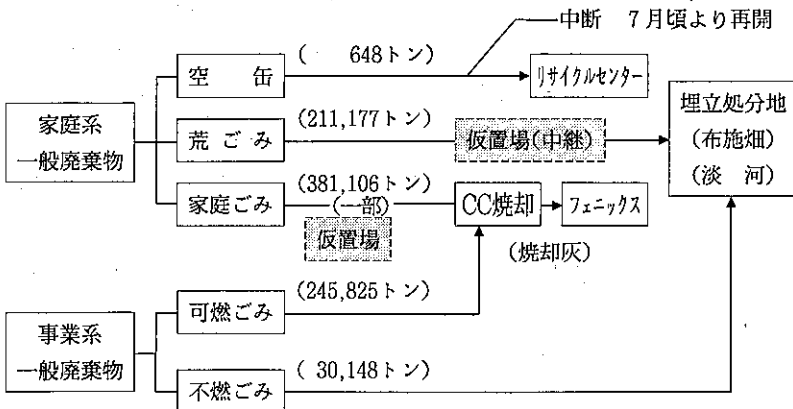 中断 7月頃より再開
空 缶
( 648トン)
リサイクルセンター
家庭系
一般廃棄物
荒ごみ
(211,177トン)
仮置場(中継)
埋立処分地
(布施畑)
(淡 河)
家庭ごみ
(381,106トン)
(一部)
仮置場
CC焼却
フェニックス
(焼却灰)
事業系
一般廃棄物
可燃ごみ
(245,825トン)
不燃ごみ
( 30,148トン)